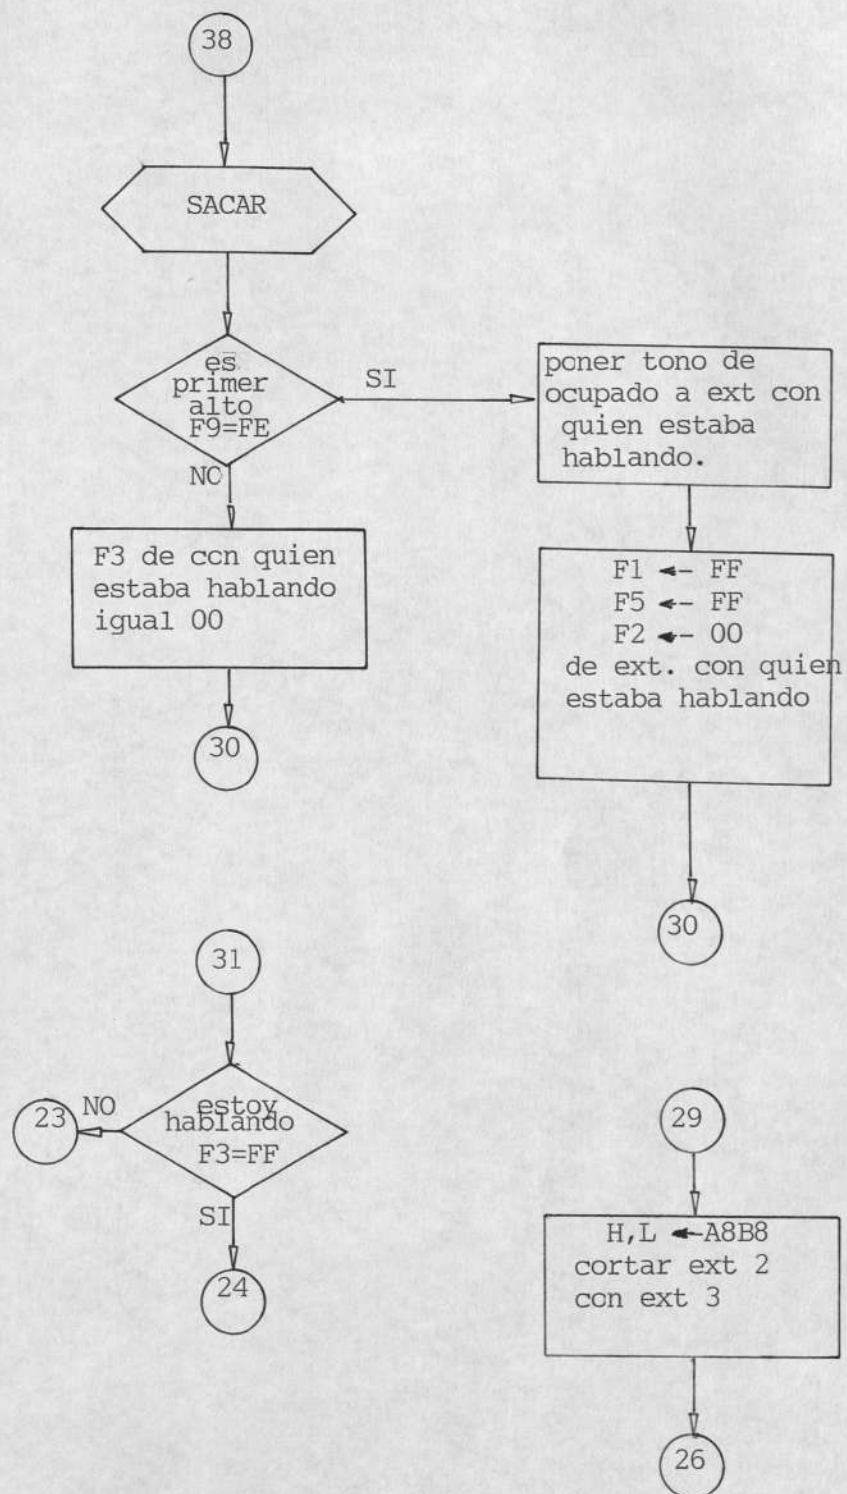 38
SACAR
es
primer
alto
F9=FE
SI
NO
poner tono de
ocupado a ext con
quien estaba
hablando.
F3 de con quien
estaba hablando
igual 00
30
F1 ←- FF
F5 ←- FF
F2 ←- 00
de ext. con quien
estaba hablando
30
31
estoy
hablando
F3=FF
NO
23
SI
24
29
H,L ←A8B8
cortar ext 2
con ext 3
26